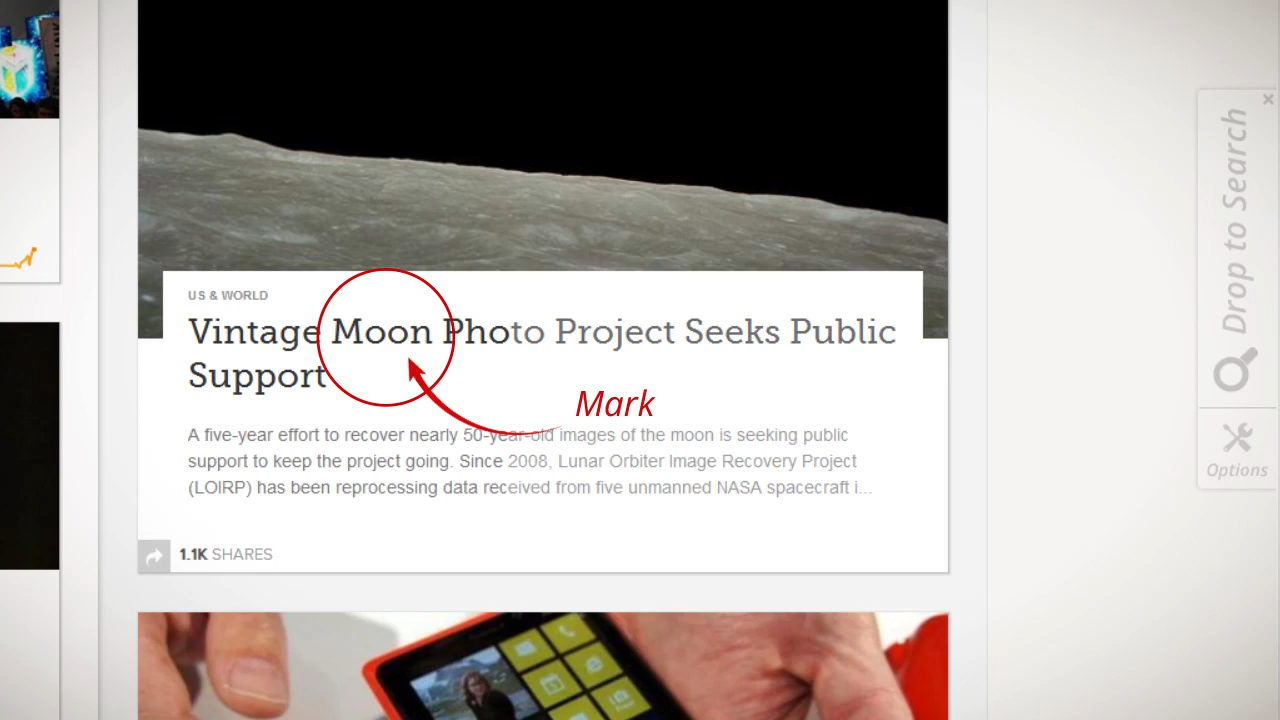 US & WORLD
Vintage Moon Photo Project Seeks Public
Support
Mark
A five-year effort to recover nearly 50-year-old images of the moon is seeking public
support to keep the project going. Since 2008, Lunar Orbiter Image Recovery Project
(LOIRP) has been reprocessing data received from five unmanned NASA spacecraft i...
1.1K SHARES
Drop to Search
Options